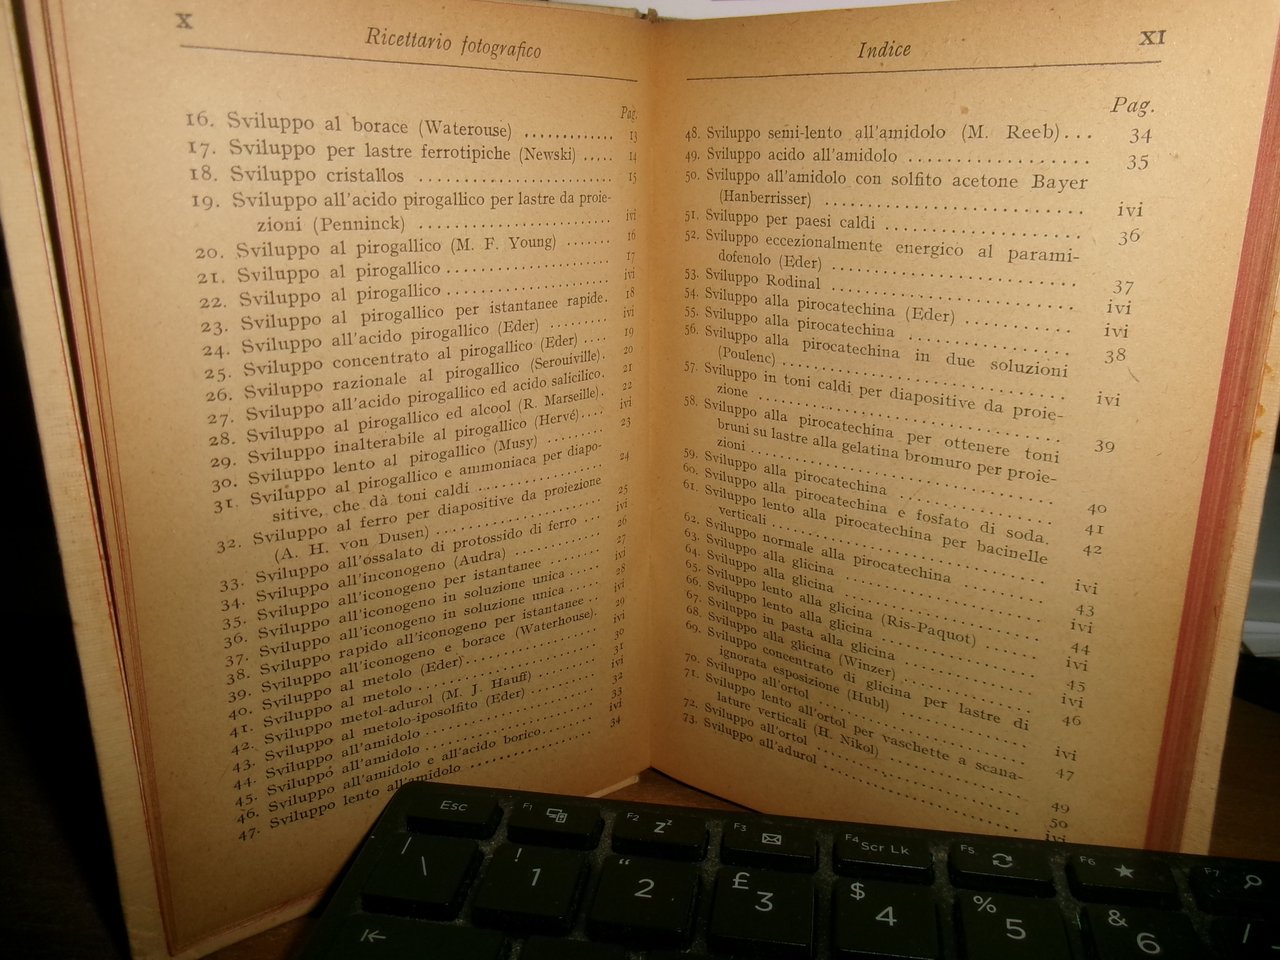 X
Ricettario fotografico
Pag.
16. Sviluppo al borace (Waterouse) ............ 13
17. Sviluppo per lastre ferrotipiche (Newski) ..... 14
18. Sviluppo cristallos ........................ 15
19. Sviluppo all'acido pirogallico per lastre da proie-
zioni (Penninck) ........................ ivi
20. Sviluppo al pirogallico (M. F. Young) ....... 16
21. Sviluppo al pirogallico .................... 17
22. Sviluppo al pirogallico .................... ivi
23. Sviluppo al pirogallico per istantanee rapide. 18
24. Sviluppo all'acido pirogallico (Eder) ........ ivi
25. Sviluppo concentrato al pirogallico (Eder) .... 19
26. Sviluppo razionale al pirogallico (Serouiville). 20
27. Sviluppo all'acido pirogallico ed acido salicilico. 21
28. Sviluppo al pirogallico ed alcool (R. Marseille). 22
29. Sviluppo inalterabile al pirogallico (Hervé).... ivi
30. Sviluppo lento al pirogallico (Musy) ........ 23
31. Sviluppo al pirogallico e ammoniaca per diapo-
sitive, che dà toni caldi .................. 24
32. Sviluppo al ferro per diapositive da proiezione
(A. H. von Dusen) ...................... 25
33. Sviluppo all'ossalato di protossido di ferro ... ivi
34. Sviluppo all'inconogeno (Audra) ............ 26
35. Sviluppo all'iconogeno per istantanee ........ 27
36. Sviluppo all'iconogeno in soluzione unica ..... ivi
37. Sviluppo all'iconogeno in soluzione unica ..... 28
38. Sviluppo rapido all'iconogeno per istantanee .. ivi
39. Sviluppo all'iconogeno e borace (Waterhouse). 29
40. Sviluppo al metolo (Eder)................... ivi
41. Sviluppo al metolo ........................ 30
42. Sviluppo metol-adurol (M. J. Hauff) ......... 31
43. Sviluppo al metolo-iposolfito (Eder) ......... ivi
44. Sviluppo all'amidolo ...................... 32
45. Sviluppo all'amidolo ...................... 33
46. Sviluppo all'amidolo e all'acido borico........ ivi
47. Sviluppo lento all'amidolo .................. 34
Indice
XI
Pag.
48. Sviluppo semi-lento all'amidolo (M. Reeb)... 34
49. Sviluppo acido all'amidolo .................. 35
50. Sviluppo all'amidolo con solfito acetone Bayer
(Hanberrisser) .......................... ivi
51. Sviluppo per paesi caldi .................... 36
52. Sviluppo eccezionalmente energico al parami-
dofenolo (Eder) ........................ 37
53. Sviluppo Rodinal .......................... ivi
54. Sviluppo alla pirocatechina (Eder) ........... ivi
55. Sviluppo alla pirocatechina ................ 38
56. Sviluppo alla pirocatechina in due soluzioni
(Poulenc) .............................. ivi
57. Sviluppo in toni caldi per diapositive da proie-
zione .................................. 39
58. Sviluppo alla pirocatechina per ottenere toni
bruni su lastre alla gelatina bromuro per proie-
zioni .................................. 40
59. Sviluppo alla pirocatechina ................ 41
60. Sviluppo alla pirocatechina e fosfato di soda. 42
61. Sviluppo lento alla pirocatechina per bacinelle
verticali ................................ ivi
62. Sviluppo normale alla pirocatechina ......... 43
63. Sviluppo alla glicina ...................... ivi
64. Sviluppo alla glicina ...................... 44
65. Sviluppo lento alla glicina (Ris-Paquot) ...... ivi
66. Sviluppo lento alla glicina .................. 45
67. Sviluppo in pasta alla glicina ............... ivi
68. Sviluppo alla glicina (Winzer) .............. 46
69. Sviluppo concentrato di glicina per lastre di
ignorata esposizione (Hubl) ............... ivi
70. Sviluppo all'ortol ......................... 47
71. Sviluppo lento all'ortol per vaschette a scana-
lature verticali (H. Nikol) ................ 49
72. Sviluppo all'ortol ......................... 50
73. Sviluppo all'adurol ........................ ivi
Esc F1 F2 F3 F4 Scr Lk F5 F6 F7
| \ ! 1 “ 2 £ 3 $ 4 % 5 & 6